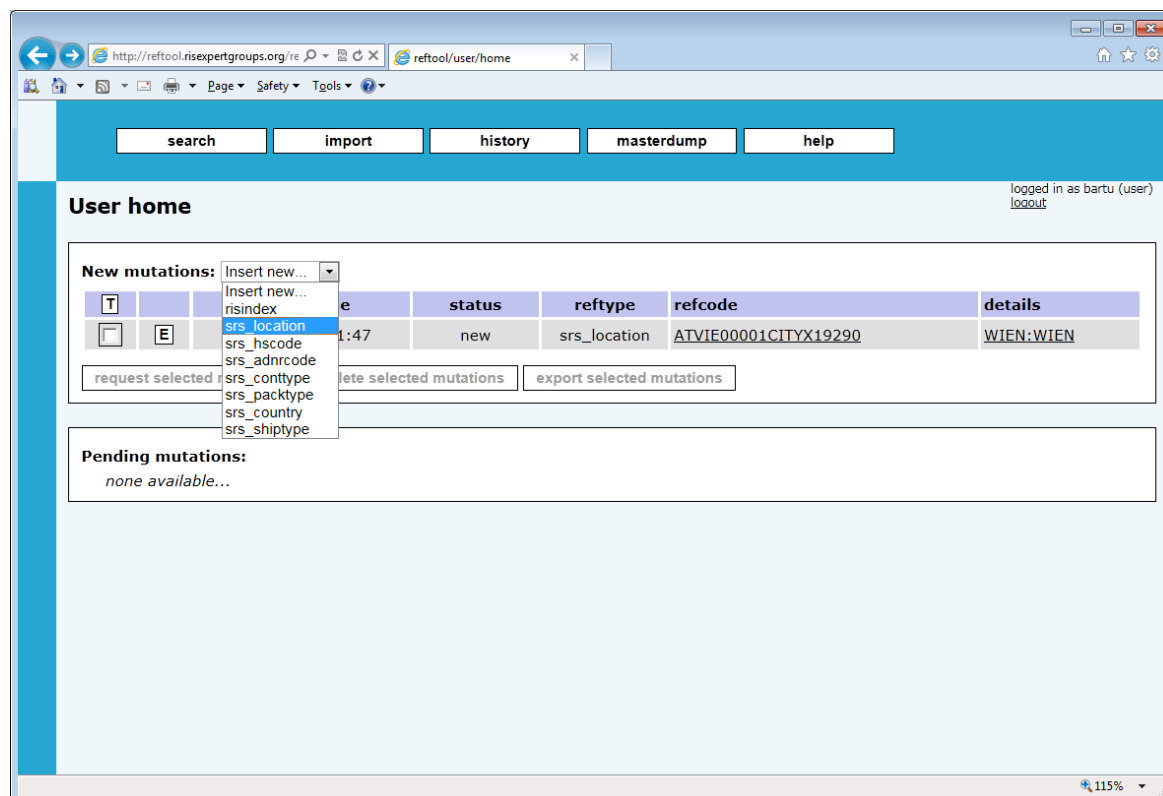 http://reftool.risexpertgroups.org/re
reftool/user/home
Page Safety Tools
search import history masterdump help
logged in as bartu (user)
logout
User home
New mutations: Insert new...
Insert new...
risindex
srs_location
srs_hscode
srs_adnrcode
srs_conttype
srs_packtype
srs_country
srs_shiptype
T e status reftype refcode details
E 1:47 new srs_location ATVIE00001CITYX19290 WIEN:WIEN
request selected lete selected mutations export selected mutations
Pending mutations:
none available...
115%